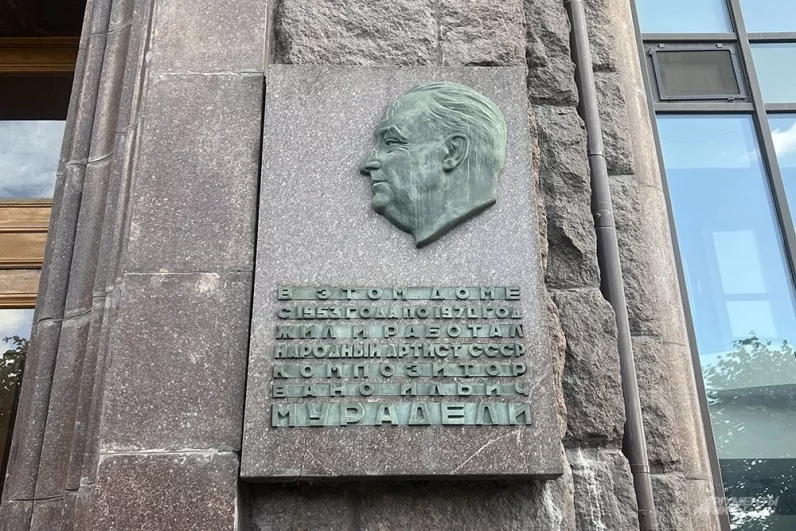 В ЭТОМ ДОМЕ
С 1953 ГОДА ПО 1970 ГОД
ЖИЛ И РАБОТАЛ
НАРОДНЫЙ АРТИСТ СССР
КОМПОЗИТОР
ВАНО ИЛЬИЧ
МУРАДЕЛИ